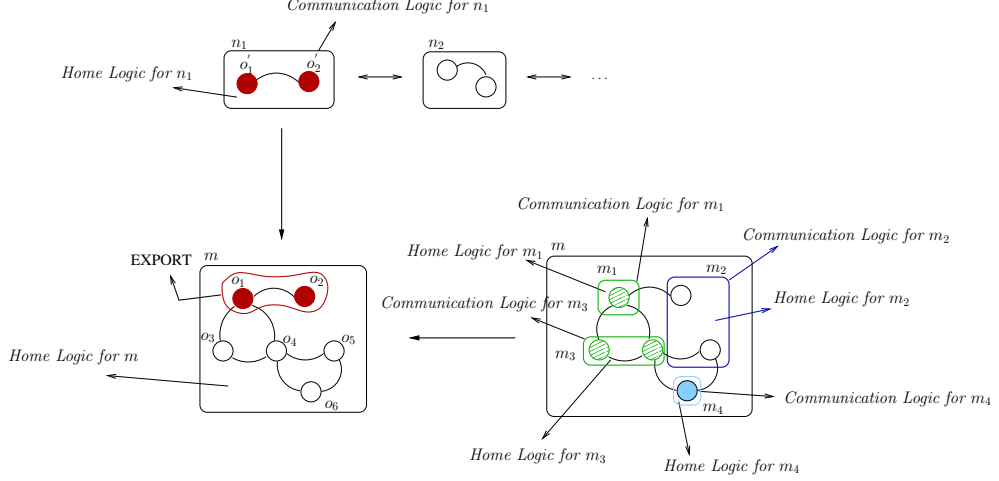 Communication Logic for n₁
n₁
n₂
o₁′
o₂′
Home Logic for n₁
...
Communication Logic for m₁
Communication Logic for m₂
EXPORT
m
Home Logic for m₁
m
m₁
m₂
o₁
o₂
Communication Logic for m₃
Home Logic for m₂
o₃
o₄
o₅
Home Logic for m
m₃
o₆
m₄
Communication Logic for m₄
Home Logic for m₃
Home Logic for m₄